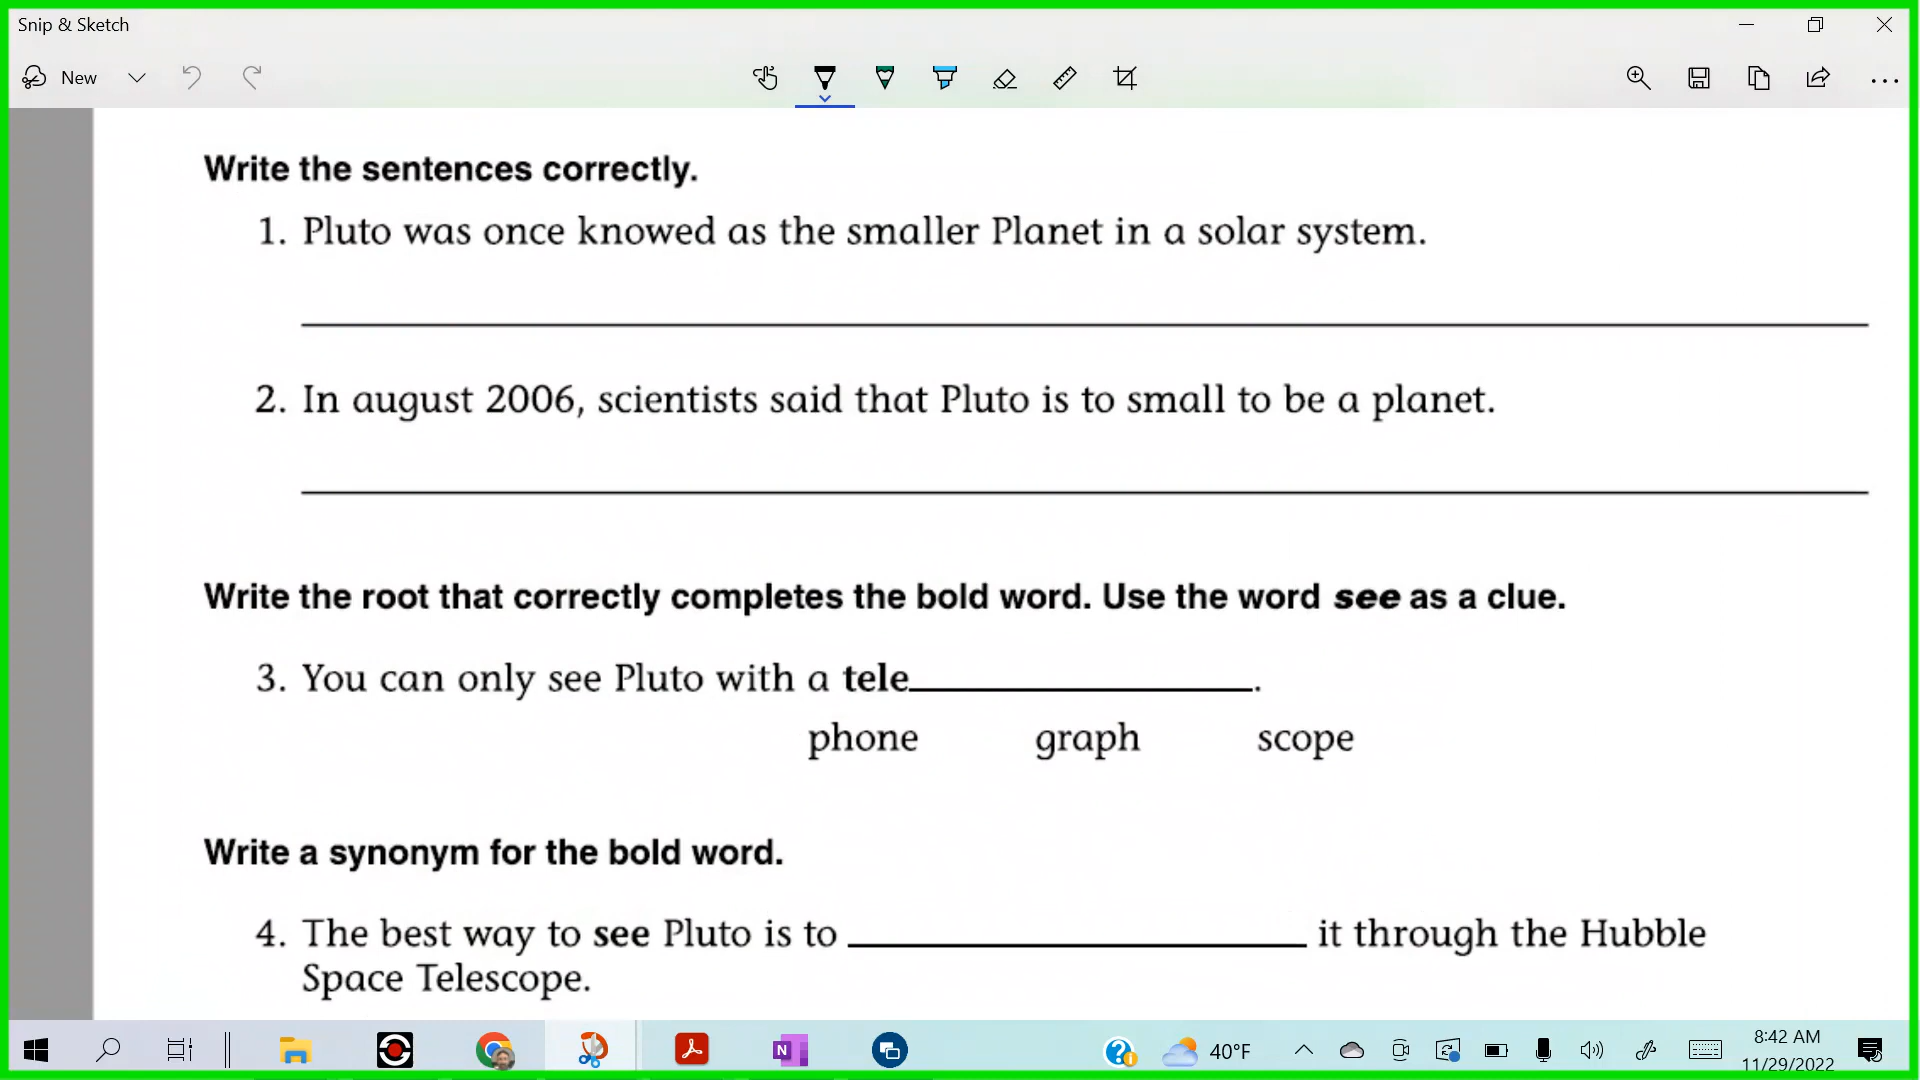 Snip & Sketch
New
Write the sentences correctly.
1. Pluto was once knowed as the smaller Planet in a solar system.
2. In august 2006, scientists said that Pluto is to small to be a planet.
Write the root that correctly completes the bold word. Use the word see as a clue.
3. You can only see Pluto with a tele__________.
phone graph scope
Write a synonym for the bold word.
4. The best way to see Pluto is to __________ it through the Hubble
Space Telescope.
40°F
8:42 AM
11/29/2022